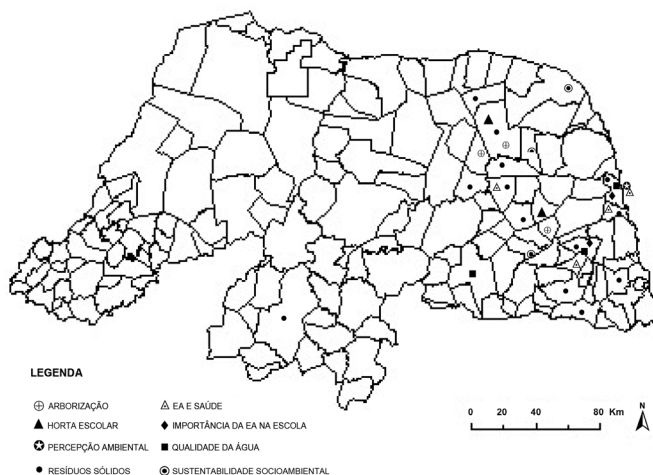 LEGENDA
ARBORIZAÇÃO
EA E SAÚDE
HORTA ESCOLAR
IMPORTÂNCIA DA EA NA ESCOLA
PERCEPÇÃO AMBIENTAL
QUALIDADE DA ÁGUA
RESÍDUOS SÓLIDOS
SUSTENTABILIDADE SOCIOAMBIENTAL
0 40 80 Km
N